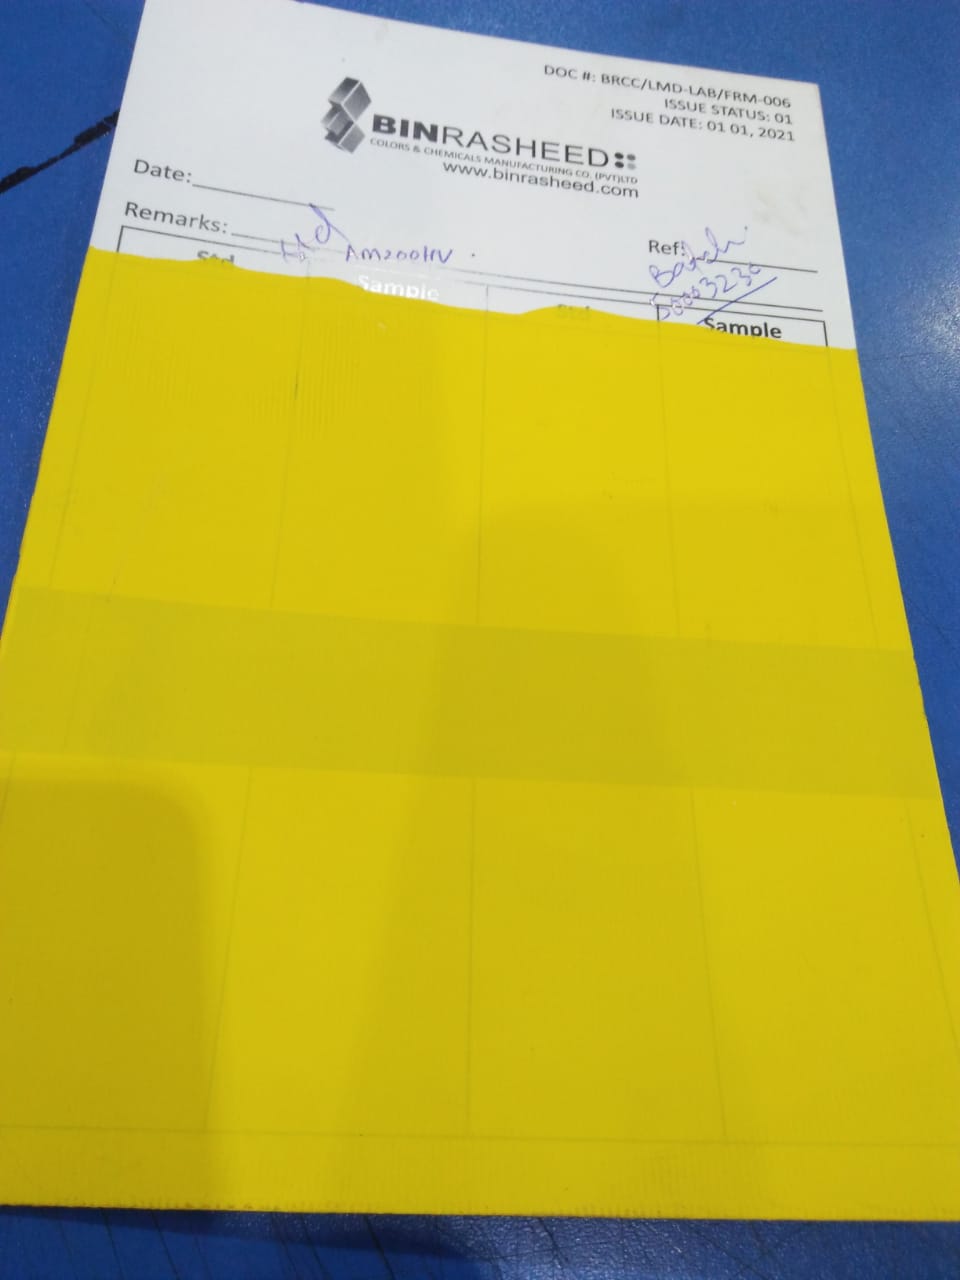 DOC #: BRCC/LMD-LAB/FRM-006
ISSUE STATUS: 01
ISSUE DATE: 01 01, 2021
BINRASHEED
COLORS & CHEMICALS MANUFACTURING CO. (PVT)LTD
www.binrasheed.com
Date:
Remarks: Std AM200HV
Ref: Batch
Std Sample Std Sample